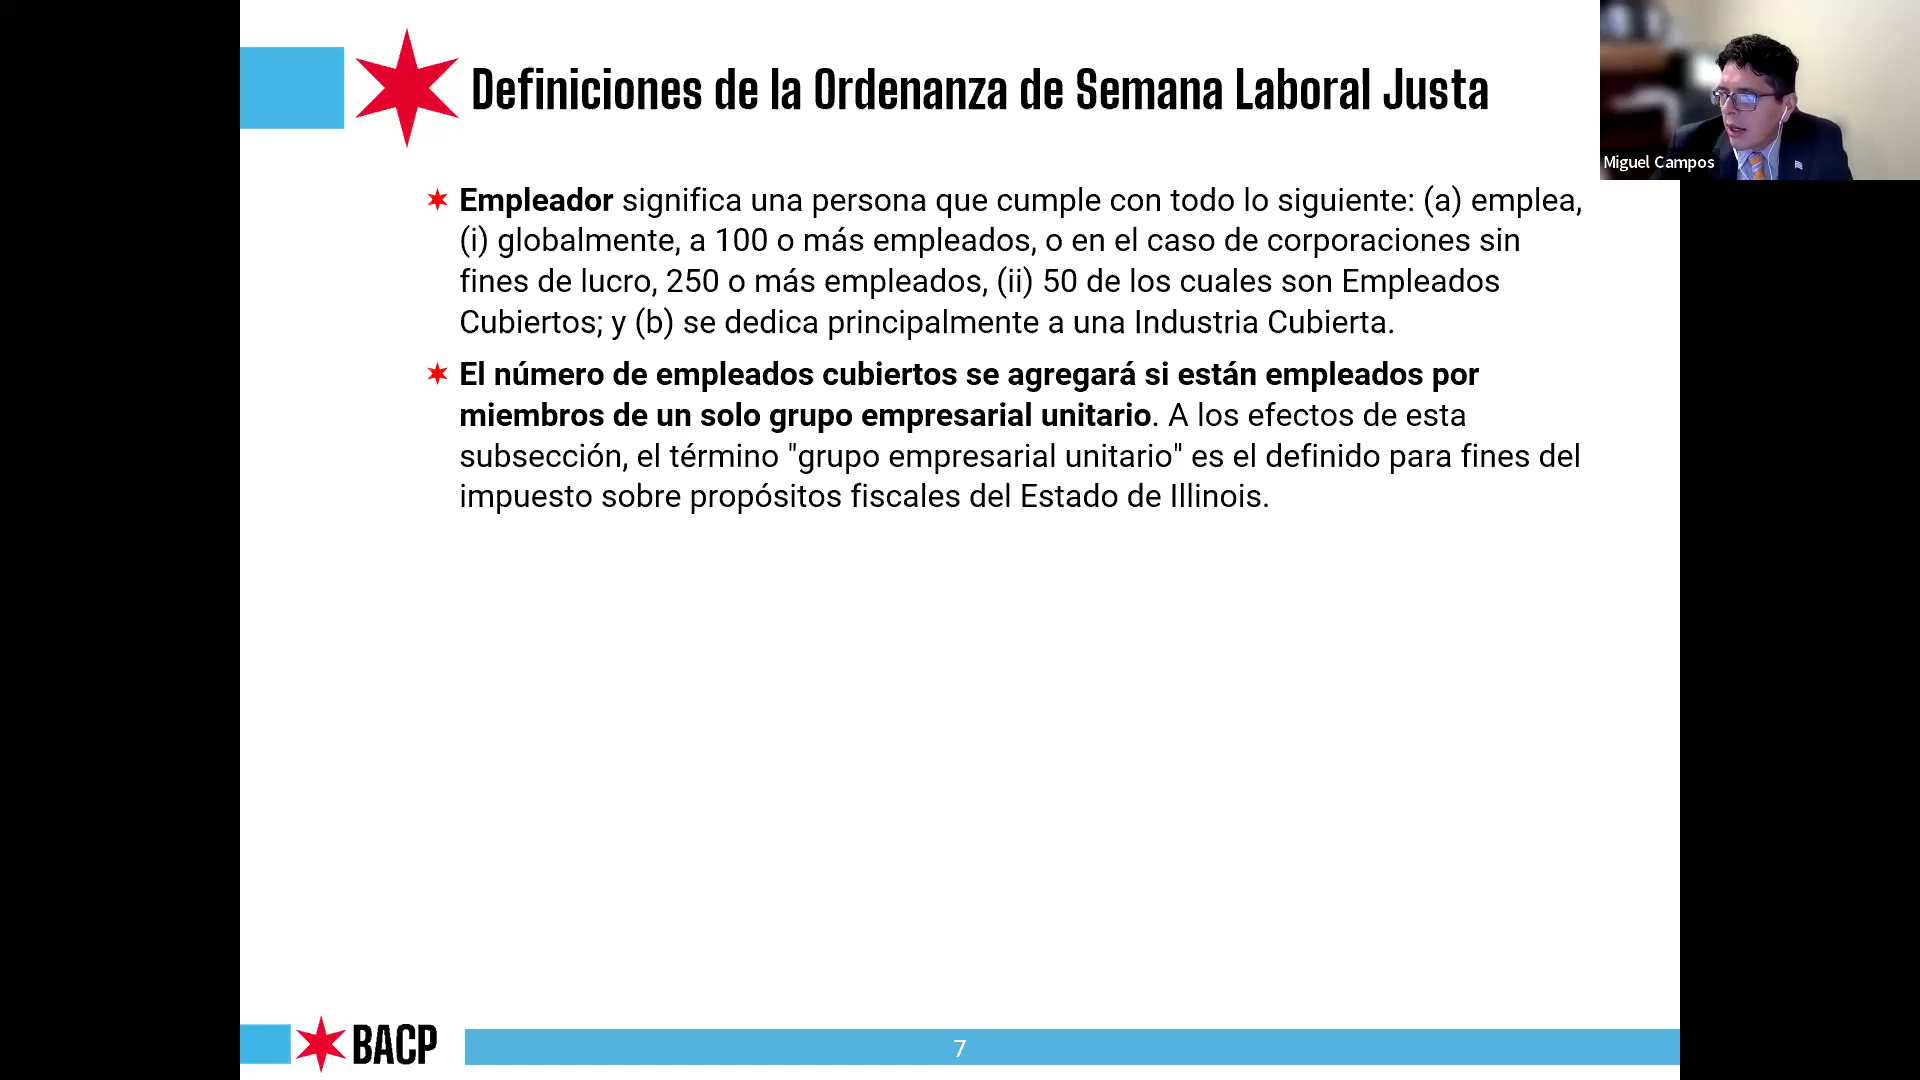 Definiciones de la Ordenanza de Semana Laboral Justa
Miguel Campos
Empleador significa una persona que cumple con todo lo siguiente: (a) emplea,
(i) globalmente, a 100 o más empleados, o en el caso de corporaciones sin
fines de lucro, 250 o más empleados, (ii) 50 de los cuales son Empleados
Cubiertos; y (b) se dedica principalmente a una Industria Cubierta.
El número de empleados cubiertos se agregará si están empleados por
miembros de un solo grupo empresarial unitario. A los efectos de esta
subsección, el término "grupo empresarial unitario" es el definido para fines del
impuesto sobre propósitos fiscales del Estado de Illinois.
BACP
7